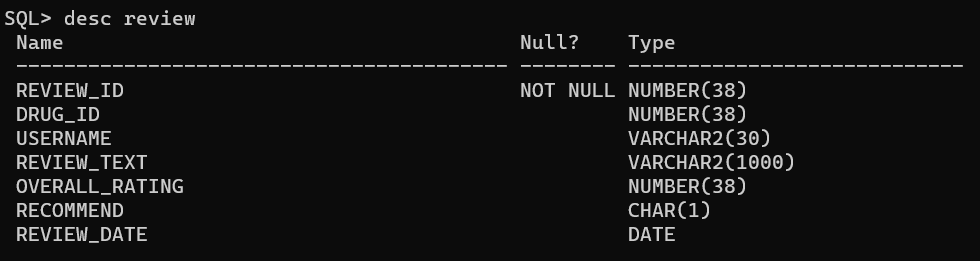 SQL> desc review
 Name                                      Null?    Type
 ----------------------------------------- -------- ----------------------------
 REVIEW_ID                                 NOT NULL NUMBER(38)
 DRUG_ID                                            NUMBER(38)
 USERNAME                                           VARCHAR2(30)
 REVIEW_TEXT                                        VARCHAR2(1000)
 OVERALL_RATING                                     NUMBER(38)
 RECOMMEND                                          CHAR(1)
 REVIEW_DATE                                        DATE